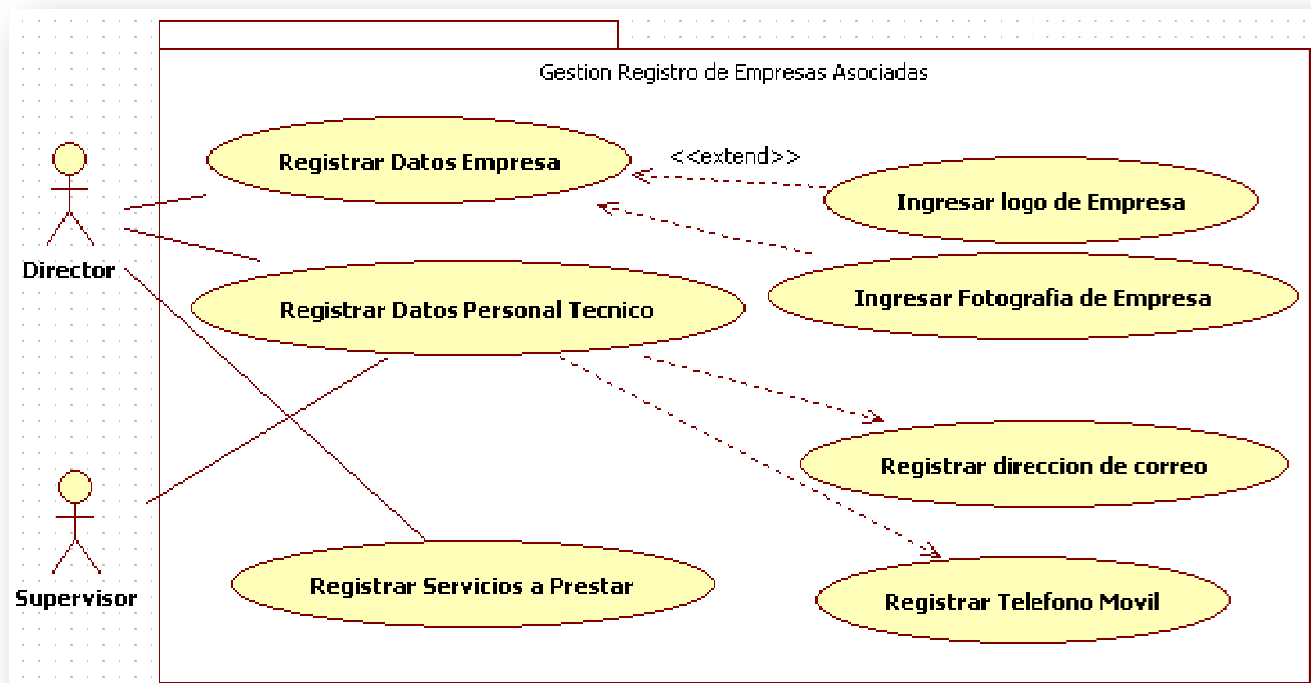 Gestion Registro de Empresas Asociadas
Registrar Datos Empresa
<<extend>>
Ingresar logo de Empresa
Director
Registrar Datos Personal Tecnico
Ingresar Fotografia de Empresa
Registrar direccion de correo
Supervisor
Registrar Servicios a Prestar
Registrar Telefono Movil